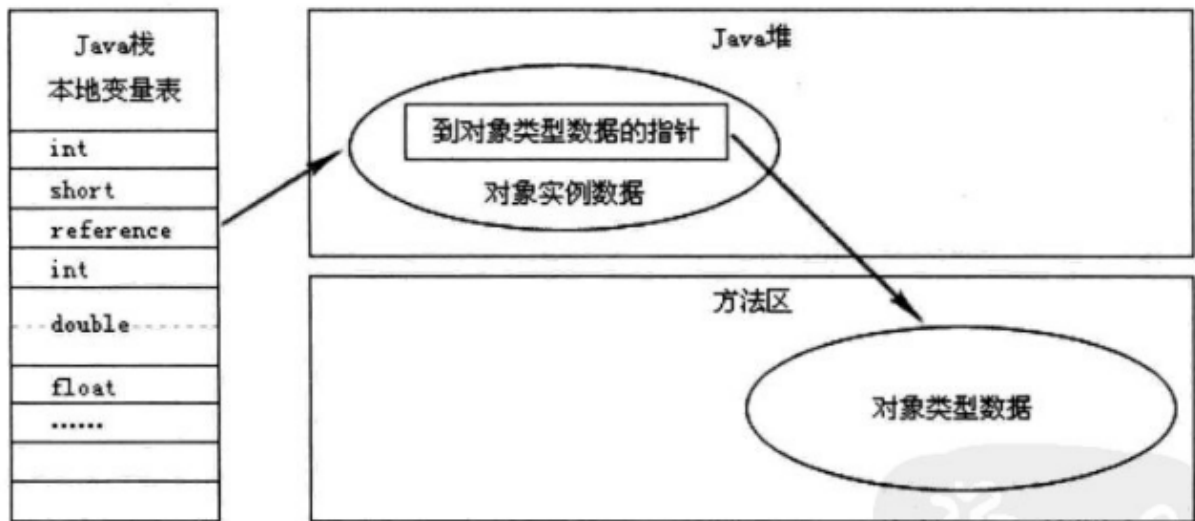 Java栈
本地变量表
int
short
reference
int
double
float
......
Java堆
到对象类型数据的指针
对象实例数据
方法区
对象类型数据